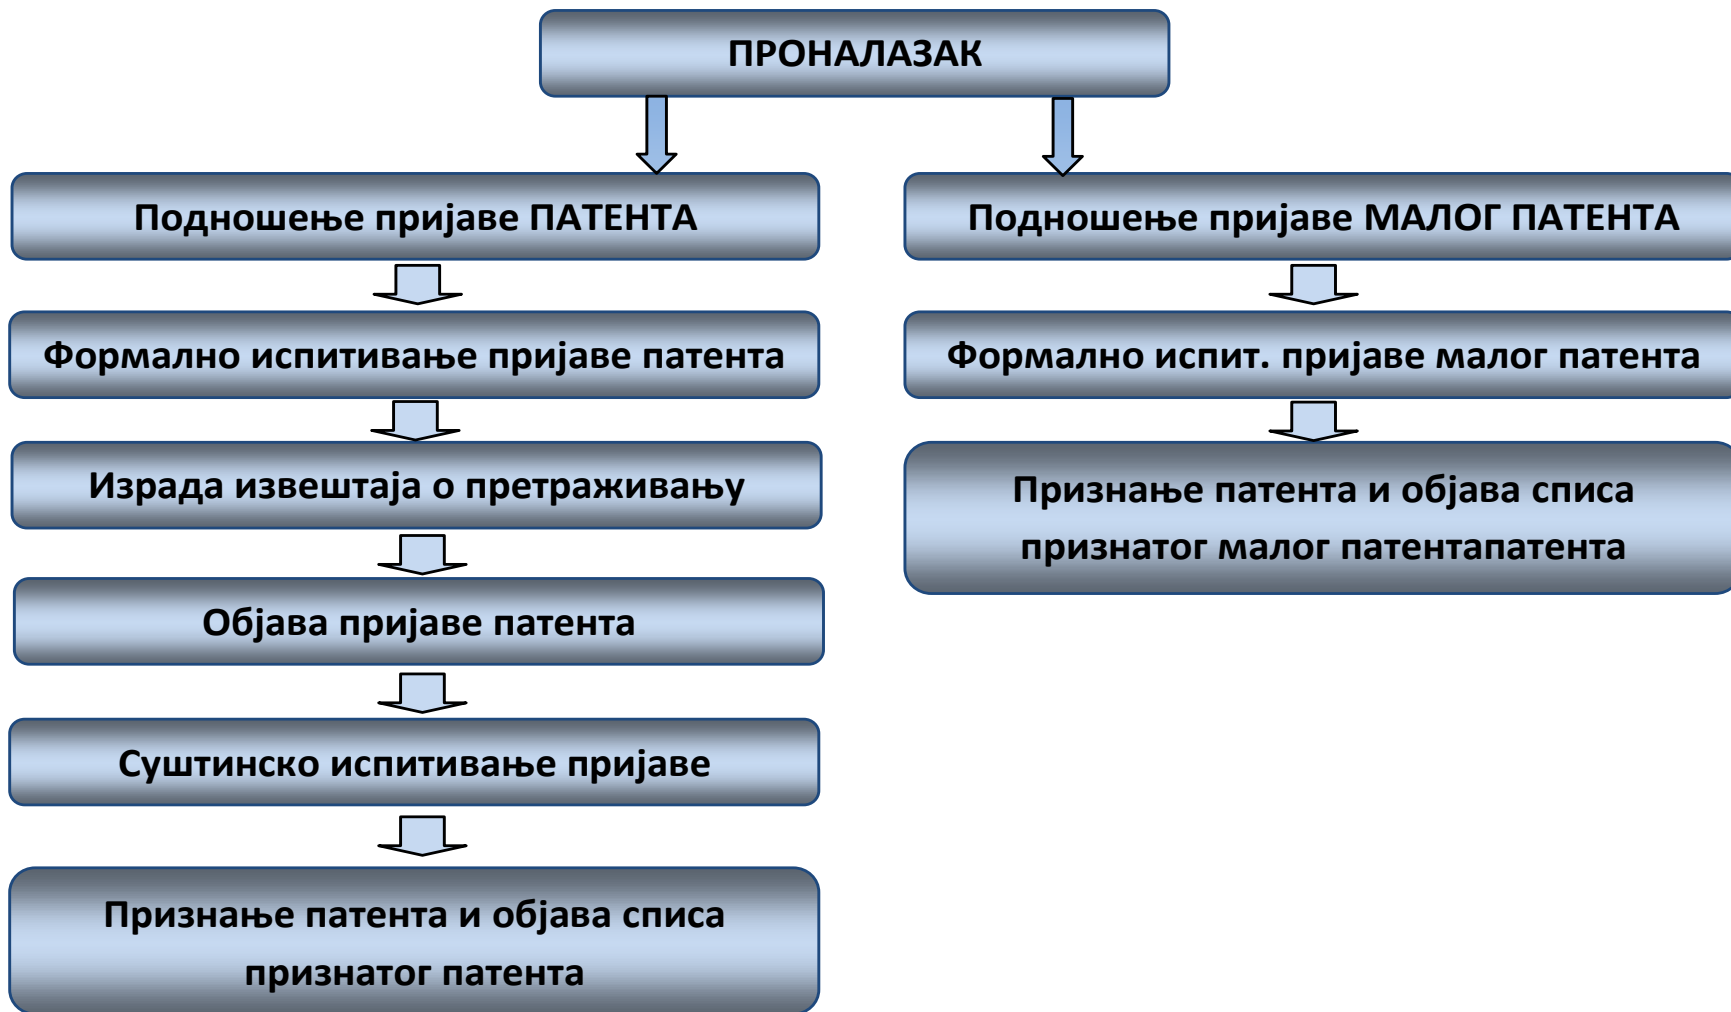 ПРОНАЛАЗАК
Подношење пријаве ПАТЕНТА
Формално испитивање пријаве патента
Израда извештаја о претраживању
Објава пријаве патента
Суштинско испитивање пријаве
Признање патента и објава списа
признатог патента
Подношење пријаве МАЛОГ ПАТЕНТА
Формално испит. пријаве малог патента
Признање патента и објава списа
признатог малог патентапатента